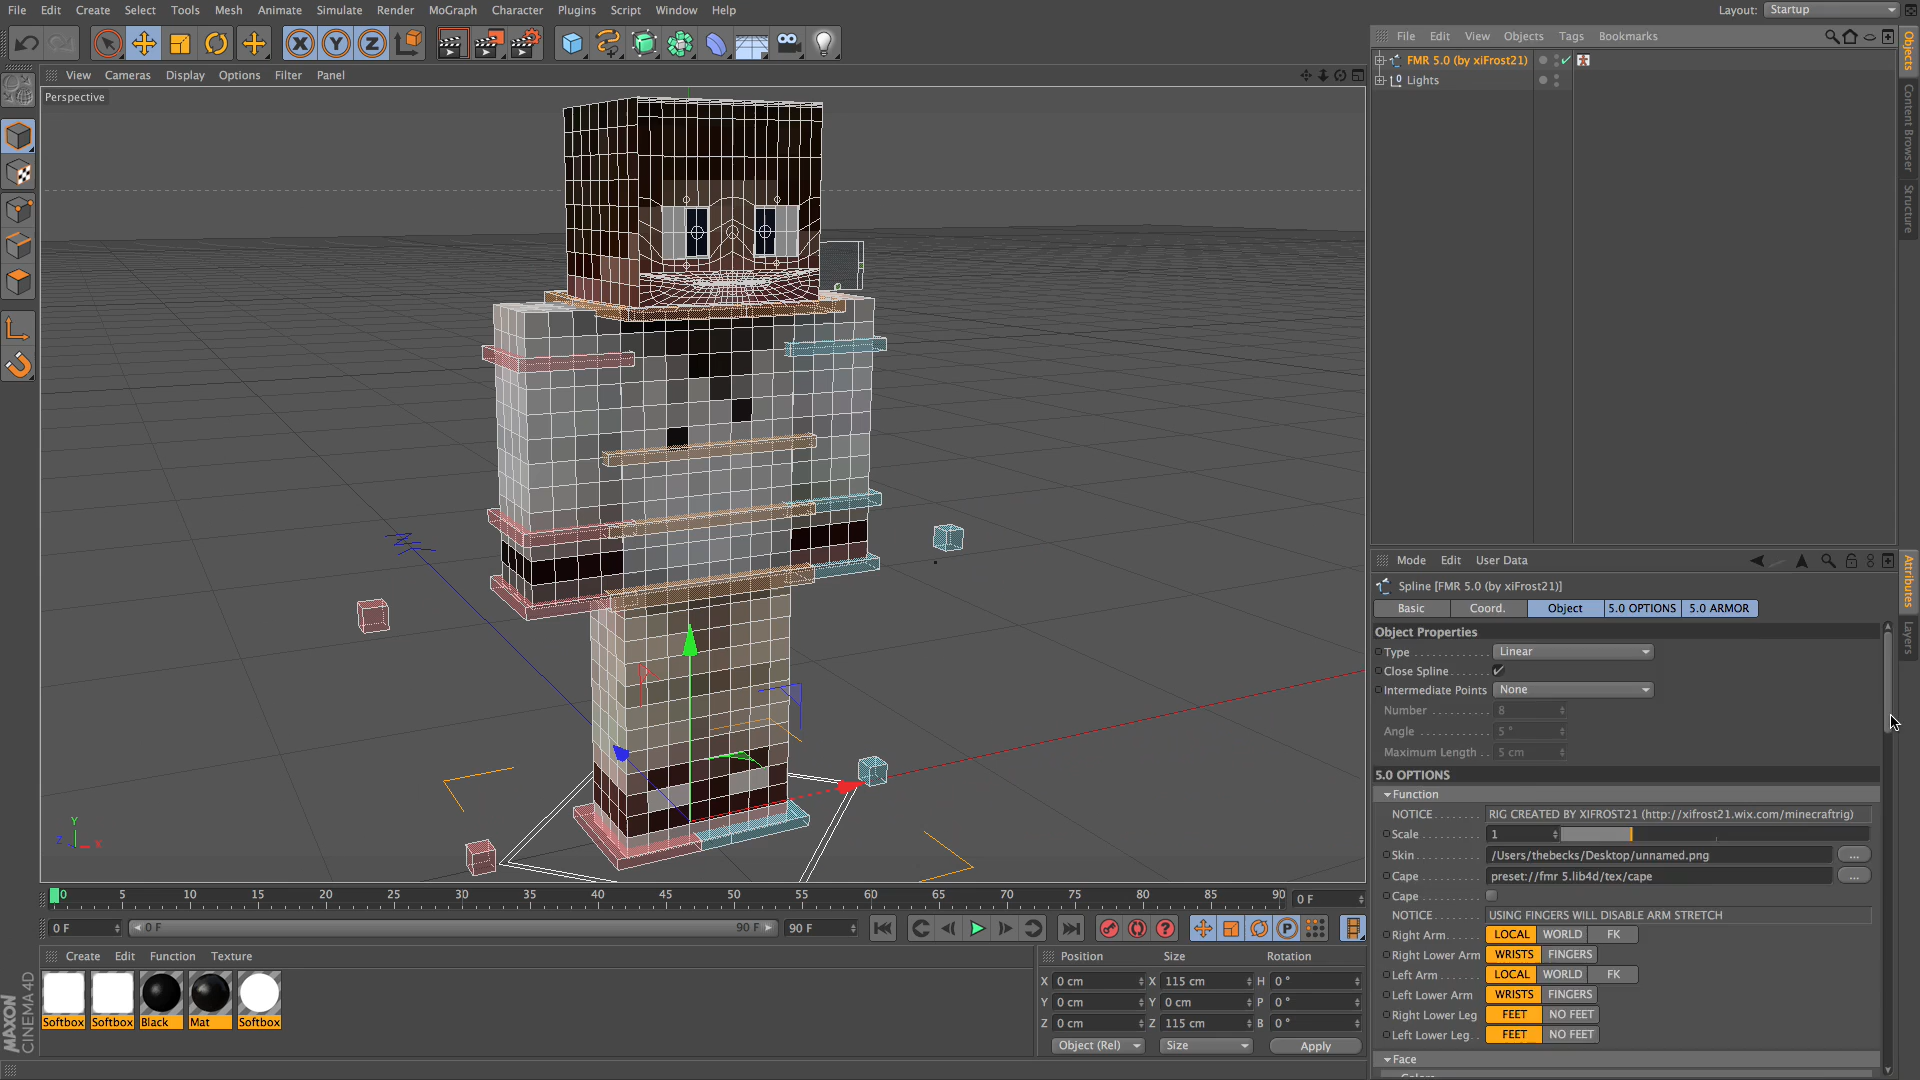 File Edit Create Select Tools Mesh Animate Simulate Render MoGraph Character Plugins Script Window Help
Layout: Startup
File Edit View Objects Tags Bookmarks
FMR 5.0 (by xiFrost21)
Lights
Objects
Content Browser
Structure
View Cameras Display Options Filter Panel
Perspective
Y
Z X
Mode Edit User Data
Spline [FMR 5.0 (by xiFrost21)]
Basic Coord. Object 5.0 OPTIONS 5.0 ARMOR
Attributes
Layers
Object Properties
Type Linear
Close Spline
Intermediate Points None
Number 8
Angle 5 °
Maximum Length 5 cm
5.0 OPTIONS
Function
NOTICE RIG CREATED BY XIFROST21 (http://xifrost21.wix.com/minecraftrig)
Scale 1
Skin /Users/thebecks/Desktop/unnamed.png ...
Cape preset://fmr 5.lib4d/tex/cape ...
Cape
NOTICE USING FINGERS WILL DISABLE ARM STRETCH
Right Arm LOCAL WORLD FK
Right Lower Arm WRISTS FINGERS
Left Arm LOCAL WORLD FK
Left Lower Arm WRISTS FINGERS
Right Lower Leg FEET NO FEET
Left Lower Leg FEET NO FEET
Face
0 5 10 15 20 25 30 35 40 45 50 55 60 65 70 75 80 85 90 0 F
0 F 0 F 90 F 90 F
Create Edit Function Texture
Softbox Softbox Black Mat Softbox
Position Size Rotation
X 0 cm X 115 cm H 0 °
Y 0 cm Y 0 cm P 0 °
Z 0 cm Z 115 cm B 0 °
Object (Rel) Size Apply
MAXON
CINEMA 4D